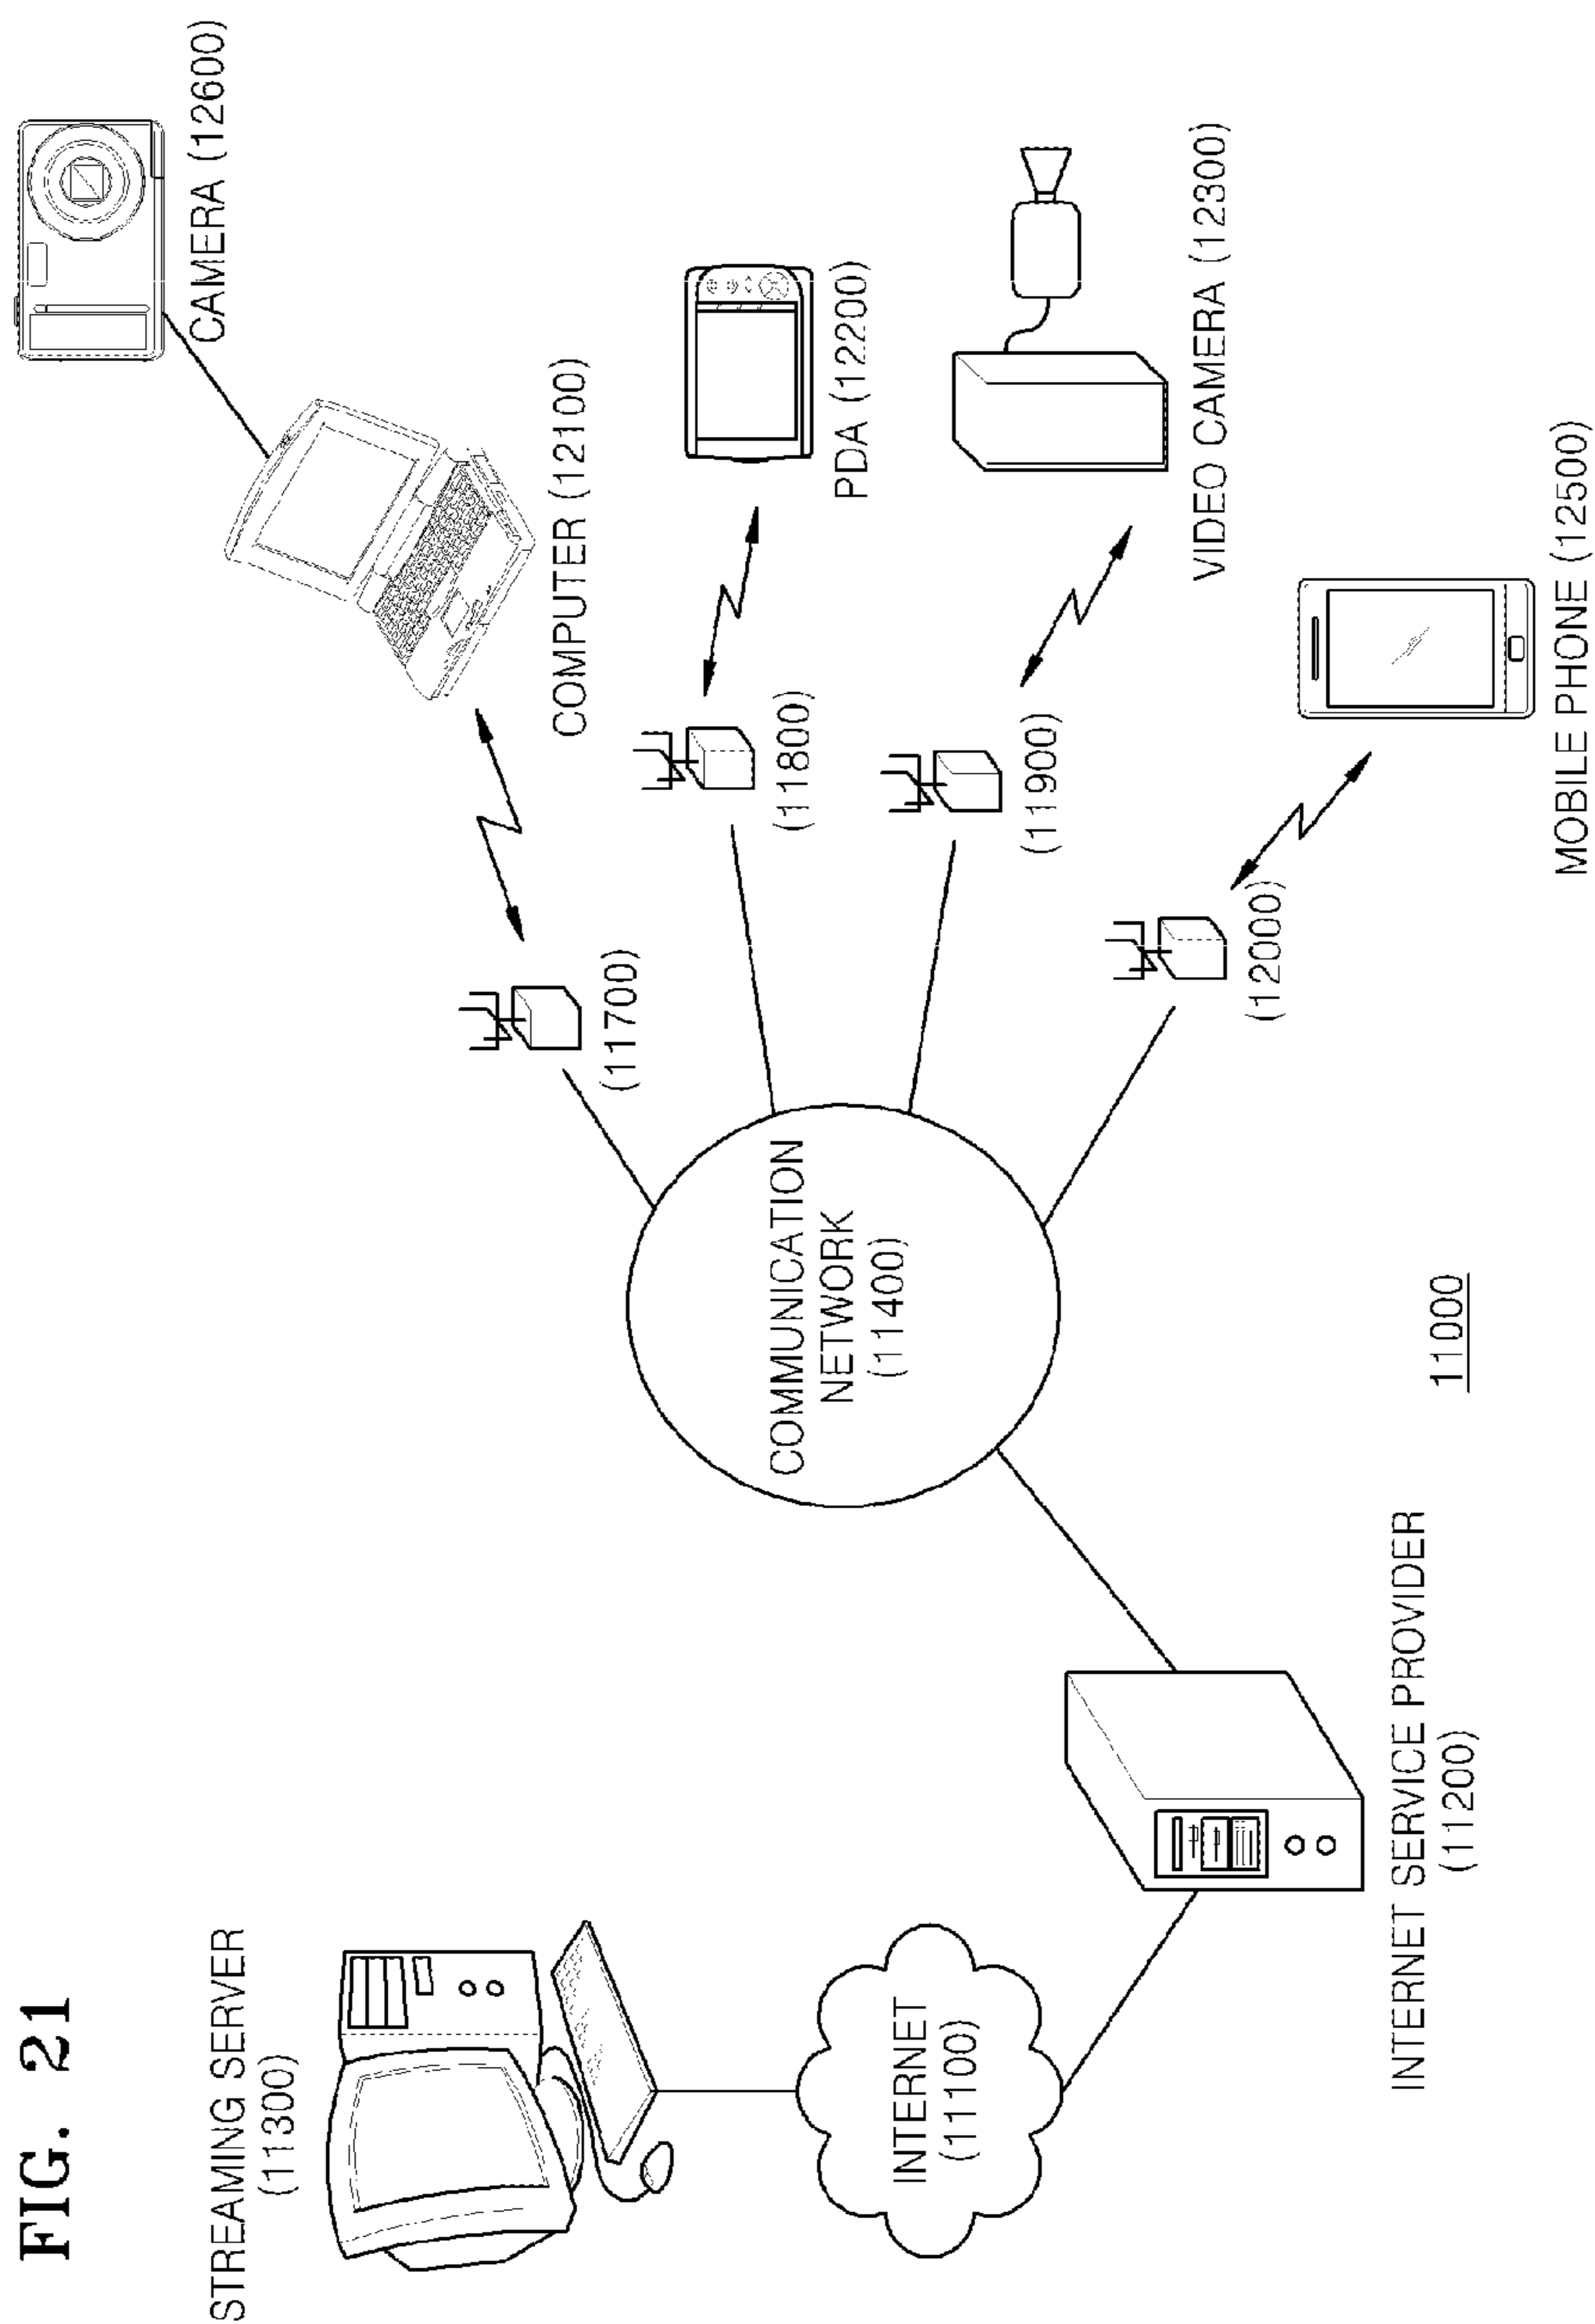 FIG. 21
STREAMING SERVER
(11300)
INTERNET
(11100)
INTERNET SERVICE PROVIDER
(11200)
COMMUNICATION
NETWORK
(11400)
11000
(11700)
(11800)
(11900)
(12000)
CAMERA (12600)
COMPUTER (12100)
PDA (12200)
VIDEO CAMERA (12300)
MOBILE PHONE (12500)